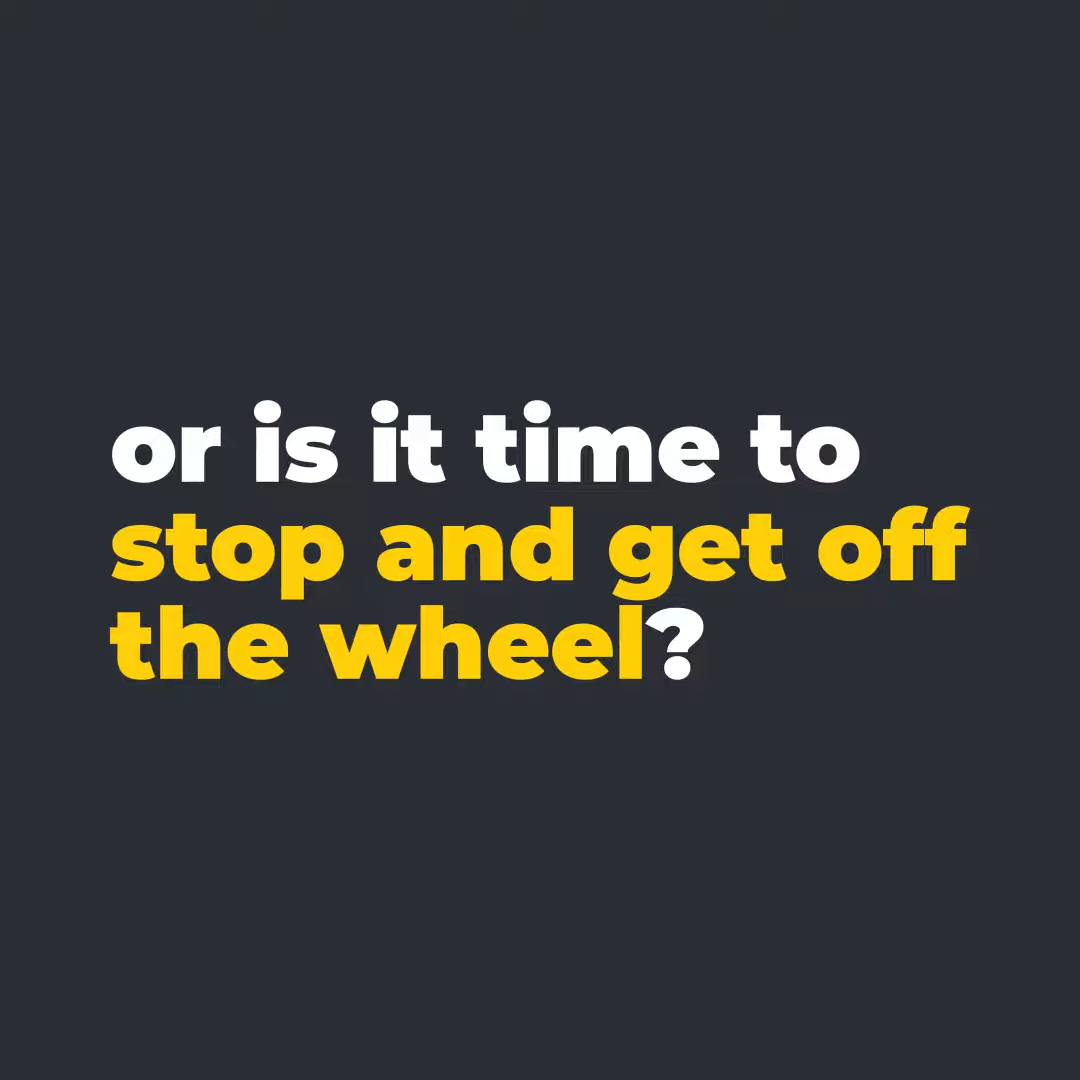 or is it time to
stop and get off
the wheel?